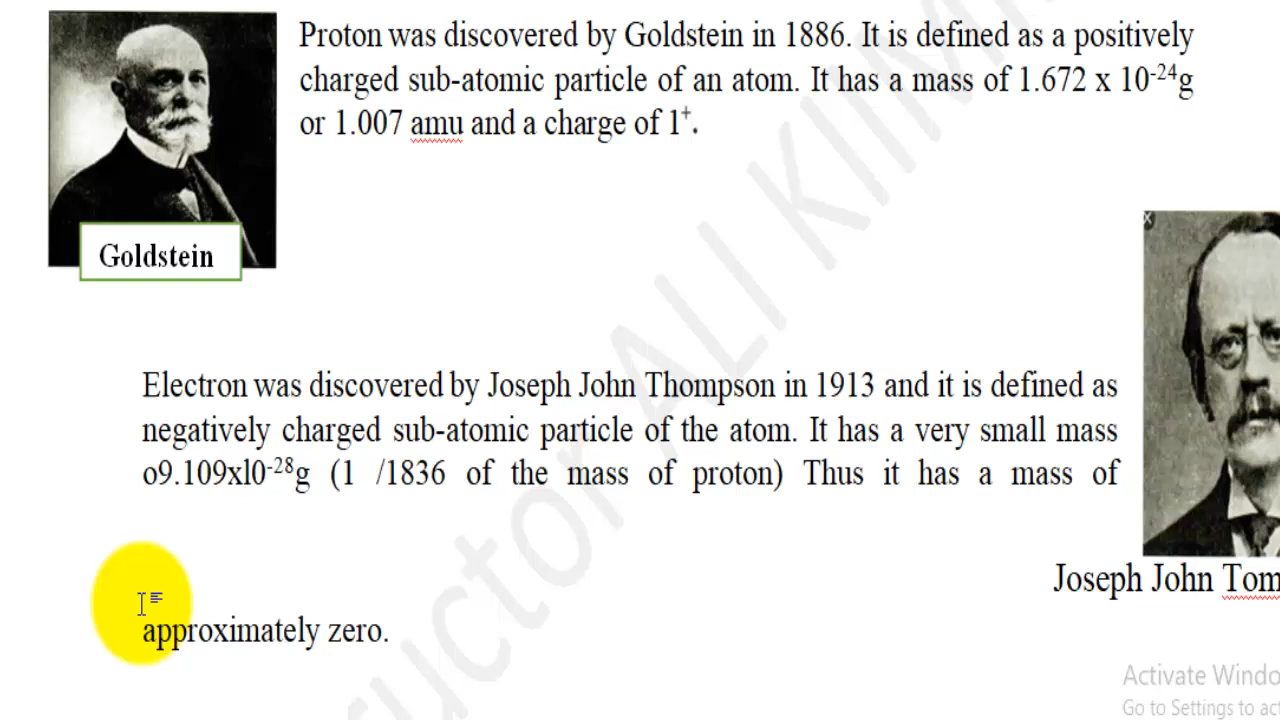 Proton was discovered by Goldstein in 1886. It is defined as a positively
charged sub-atomic particle of an atom. It has a mass of 1.672 x 10⁻²⁴g
or 1.007 amu and a charge of 1⁺.
Goldstein
Electron was discovered by Joseph John Thompson in 1913 and it is defined as
negatively charged sub-atomic particle of the atom. It has a very small mass
o9.109xl0⁻²⁸g (1 /1836 of the mass of proton) Thus it has a mass of
Joseph John Tom
approximately zero.
uctor ALI KIIM
Activate Windo
Go to Settings to act